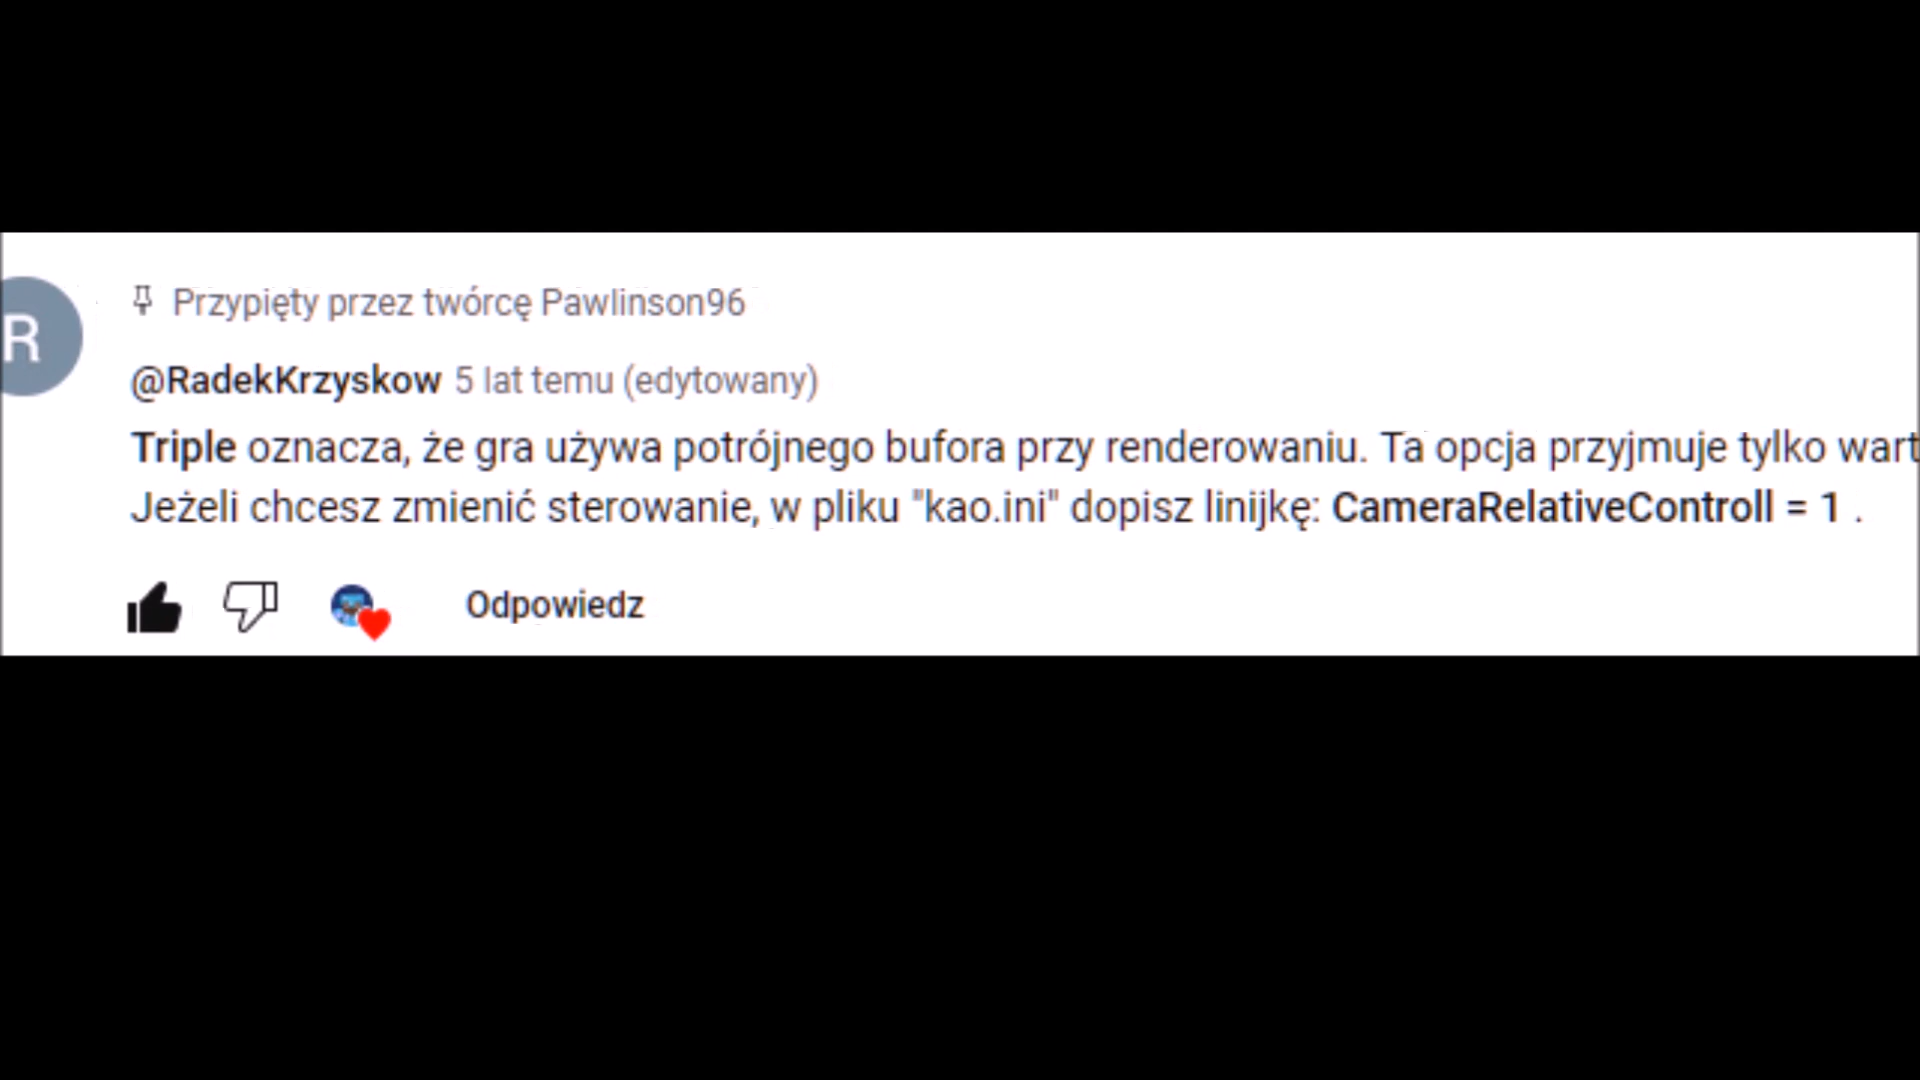 R
Przypięty przez twórcę Pawlinson96
@RadekKrzyskow 5 lat temu (edytowany)
Triple oznacza, że gra używa potrójnego bufora przy renderowaniu. Ta opcja przyjmuje tylko wart
Jeżeli chcesz zmienić sterowanie, w pliku "kao.ini" dopisz linijkę: CameraRelativeControll = 1 .
Odpowiedz